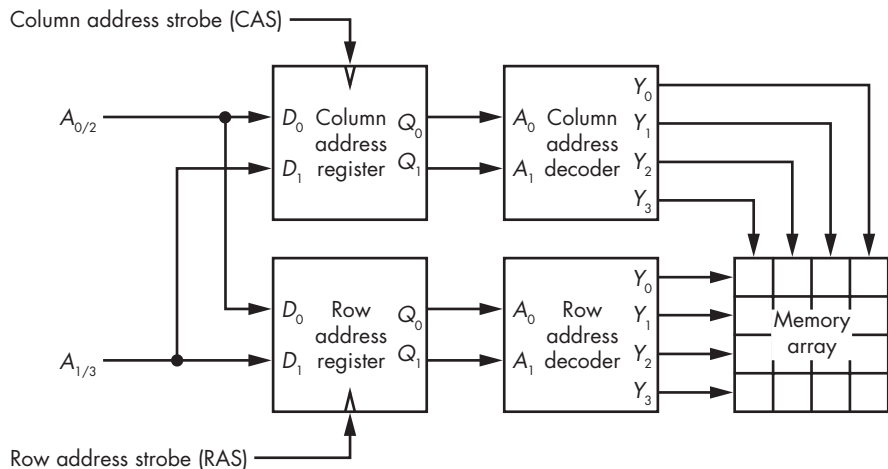 Column address strobe (CAS)
A0/2
D0
D1
Column
address
register
Q0
Q1
A0
A1
Column
address
decoder
Y0
Y1
Y2
Y3
A1/3
D0
D1
Row
address
register
Q0
Q1
A0
A1
Row
address
decoder
Y0
Y1
Y2
Y3
Memory
array
Row address strobe (RAS)